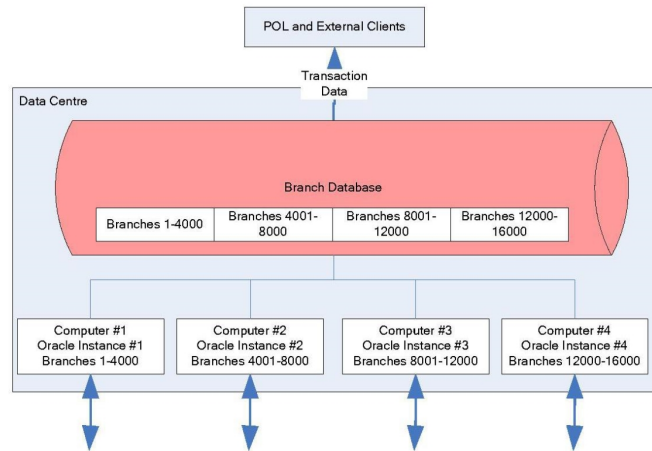 POL and External Clients
Transaction
Data
Data Centre
Branch Database
Branches 1-4000
Branches 4001-
8000
Branches 8001-
12000
Branches 12000-
16000
Computer #1
Oracle Instance #1
Branches 1-4000
Computer #2
Oracle Instance #2
Branches 4001-8000
Computer #3
Oracle Instance #3
Branches 8001-12000
Computer #4
Oracle Instance #4
Branches 12000-16000